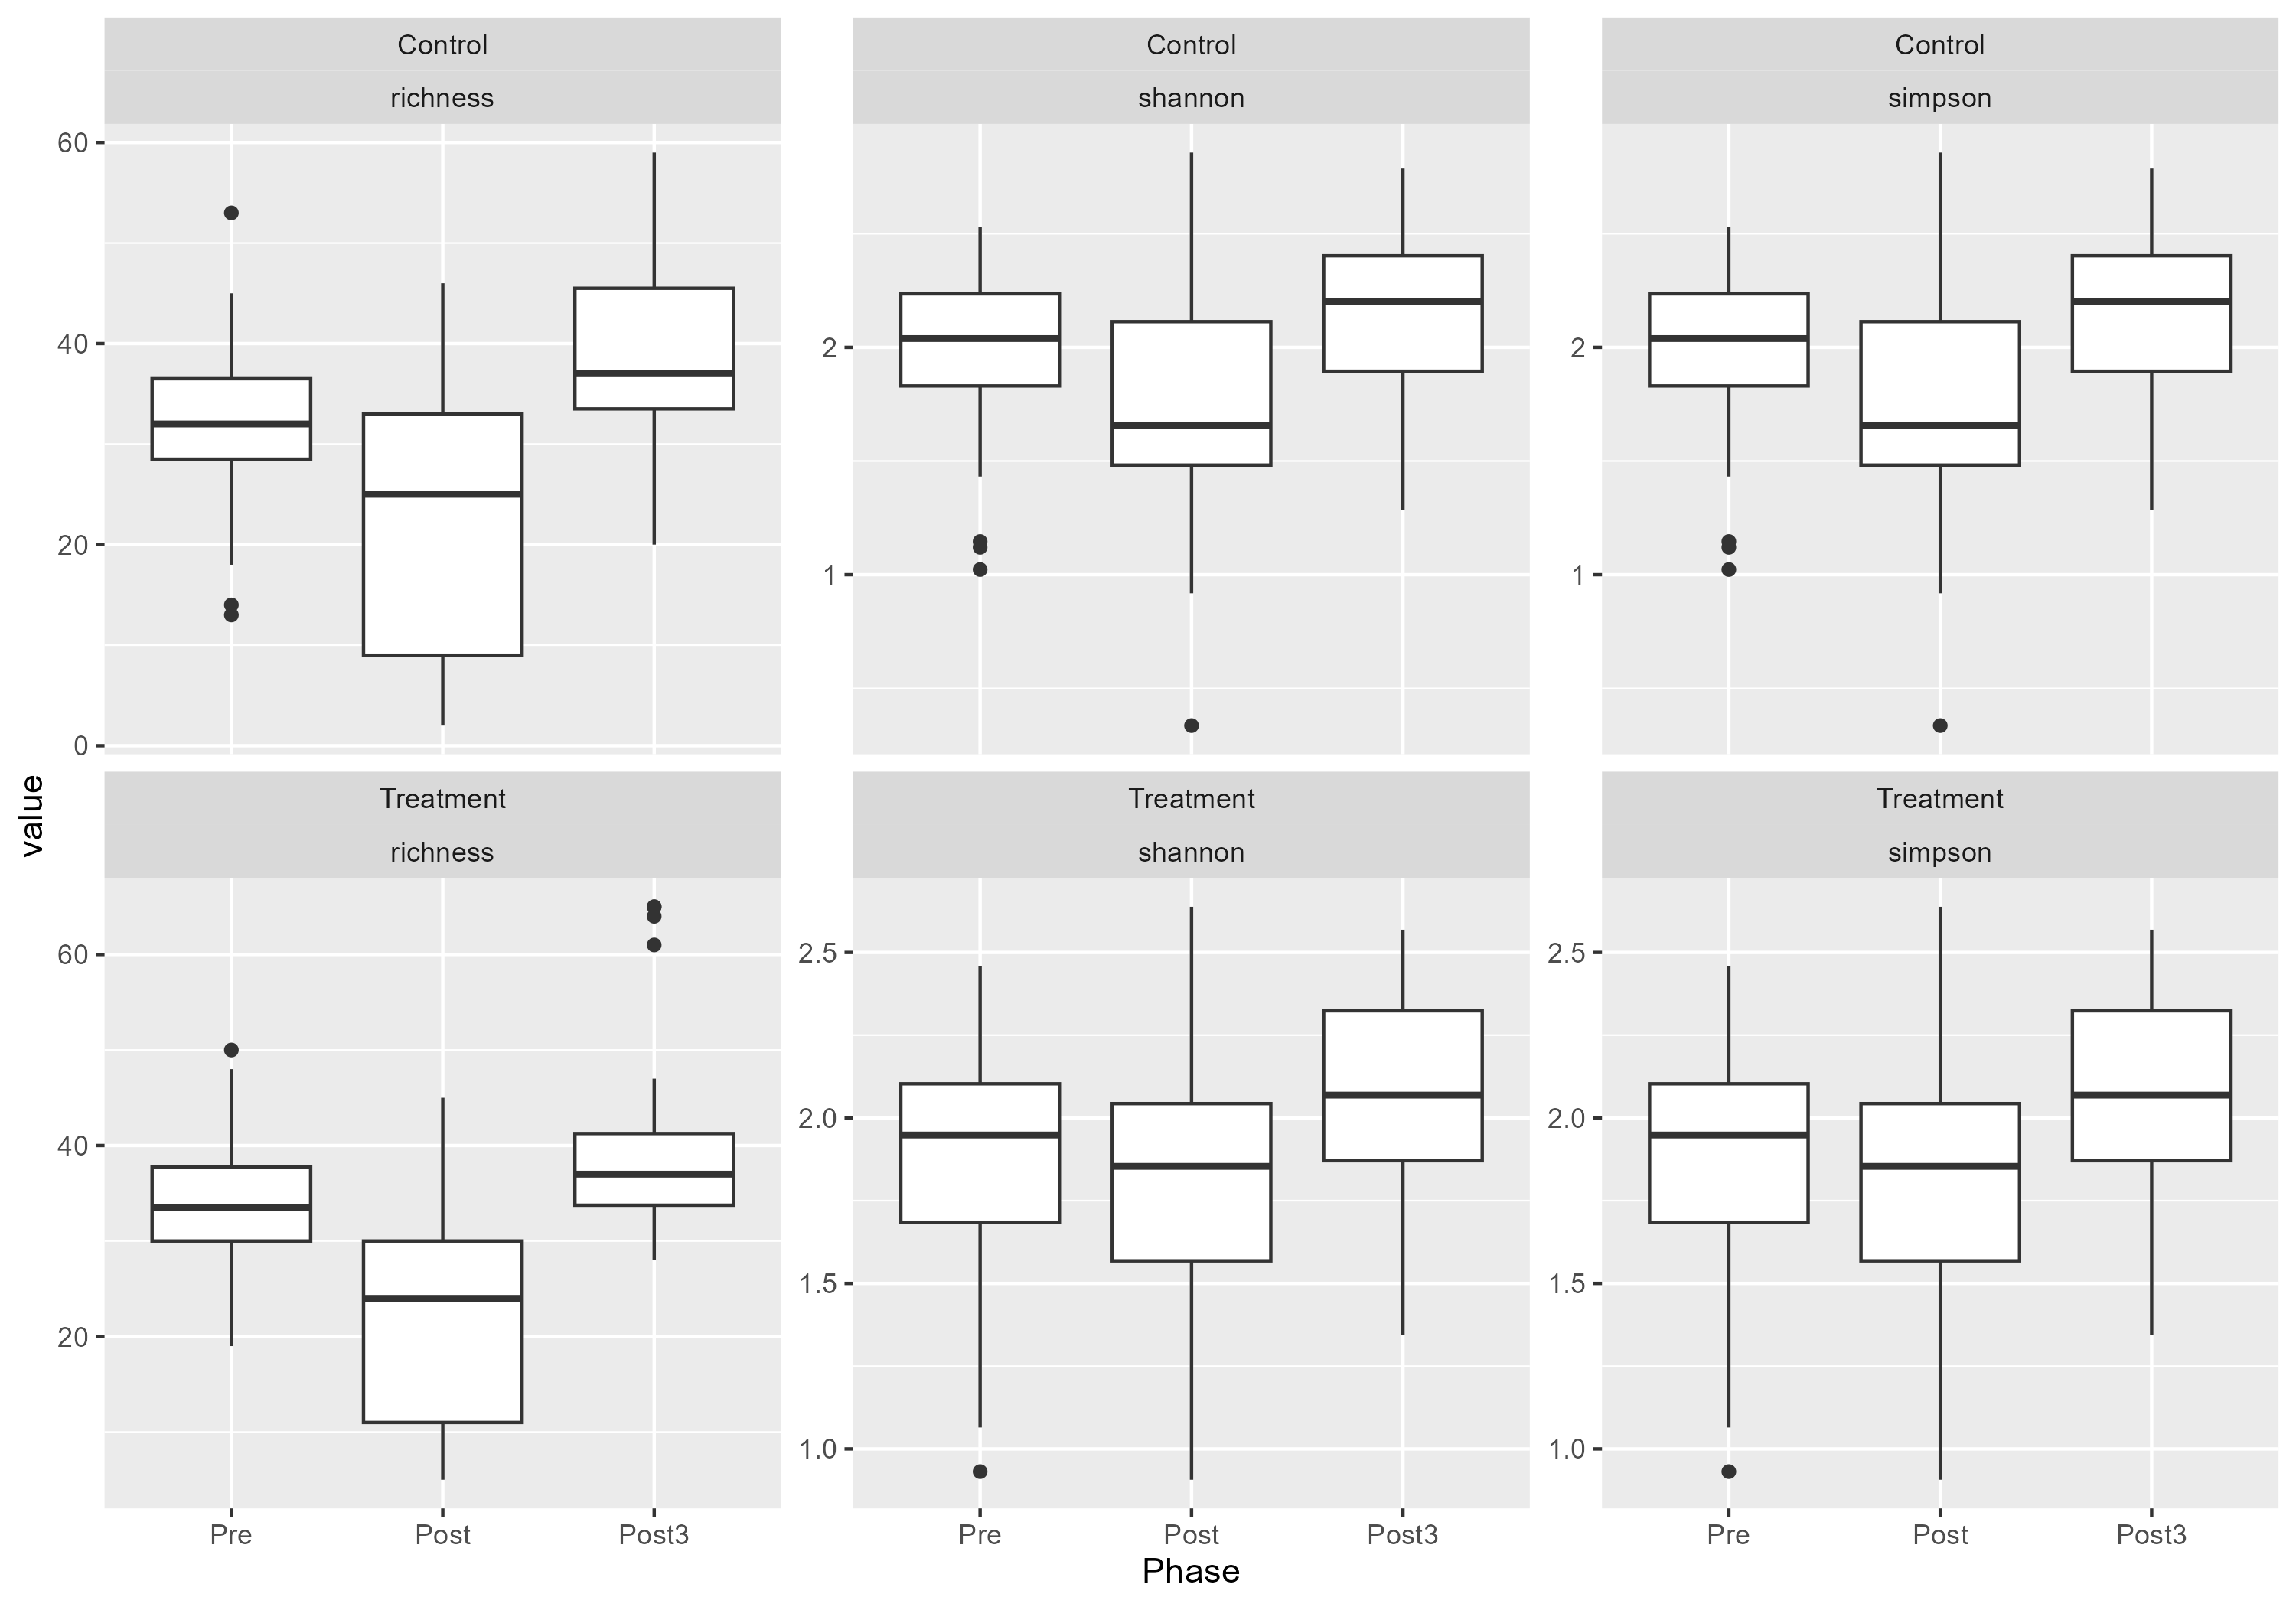 Control Control Control
richness shannon simpson
60
40
20
0
2
1
2
1
Treatment Treatment Treatment
richness shannon simpson
60
40
20
2.5
2.0
1.5
1.0
2.5
2.0
1.5
1.0
Pre Post Post3 Pre Post Post3 Pre Post Post3
Phase
value